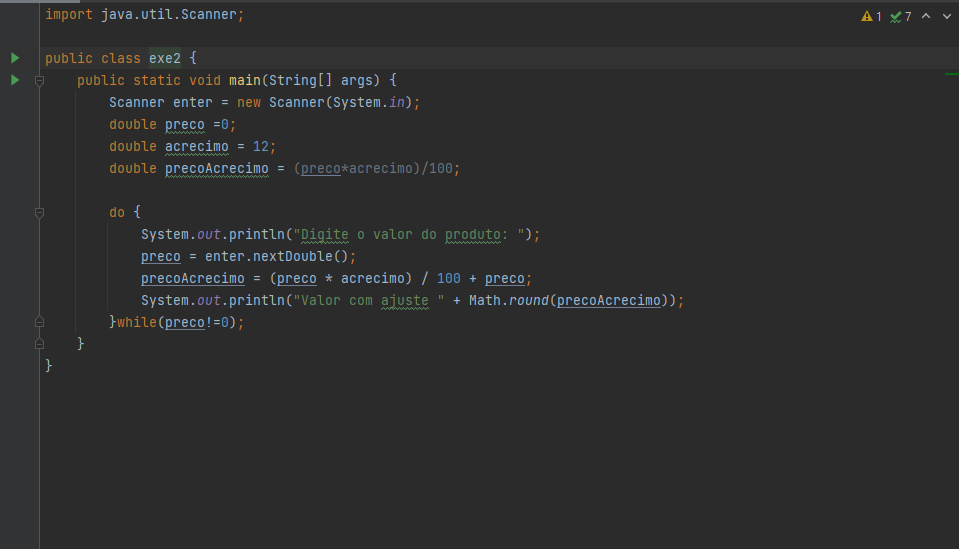 import java.util.Scanner;
1 7
public class exe2 {
public static void main(String[] args) {
Scanner enter = new Scanner(System.in);
double preco =0;
double acrecimo = 12;
double precoAcrecimo = (preco*acrecimo)/100;
do {
System.out.println("Digite o valor do produto: ");
preco = enter.nextDouble();
precoAcrecimo = (preco * acrecimo) / 100 + preco;
System.out.println("Valor com ajuste " + Math.round(precoAcrecimo));
}while(preco!=0);
}
}